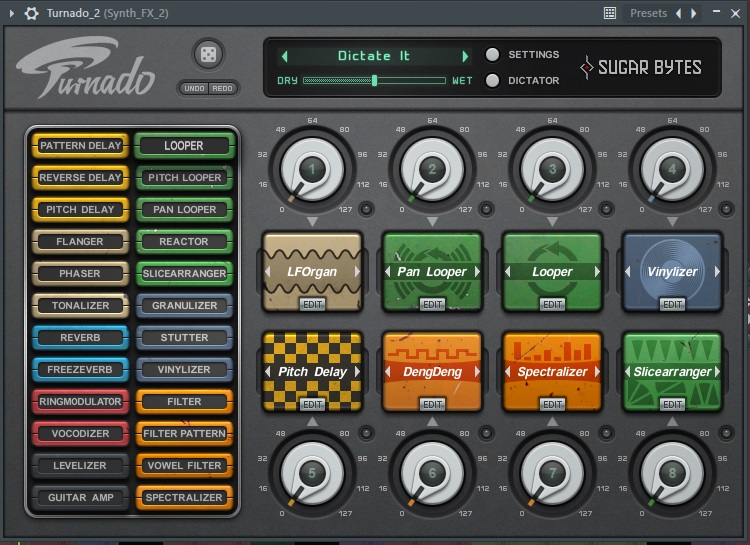 Turnado_2 (Synth_FX_2)
Presets
Turnado
UNDO REDO
Dictate It
DRY WET
SETTINGS
DICTATOR
SUGAR BYTES
PATTERN DELAY LOOPER
REVERSE DELAY PITCH LOOPER
PITCH DELAY PAN LOOPER
FLANGER REACTOR
PHASER SLICEARRANGER
TONALIZER GRANULIZER
REVERB STUTTER
FREEZEVERB VINYLIZER
RINGMODULATOR FILTER
VOCODIZER FILTER PATTERN
LEVELIZER VOWEL FILTER
GUITAR AMP SPECTRALIZER
64 64 64 64
48 80 48 80 48 80 48 80
32 1 96 32 2 96 32 3 96 32 4 96
16 112 16 112 16 112 16 112
0 127 0 127 0 127 0 127
LFOrgan Pan Looper Looper Vinylizer
EDIT EDIT EDIT EDIT
Pitch Delay DengDeng Spectralizer Slicearranger
EDIT EDIT EDIT EDIT
48 80 48 80 48 80 48 80
32 5 96 32 6 96 32 7 96 32 8 96
16 112 16 112 16 112 16 112
0 127 0 127 0 127 0 127